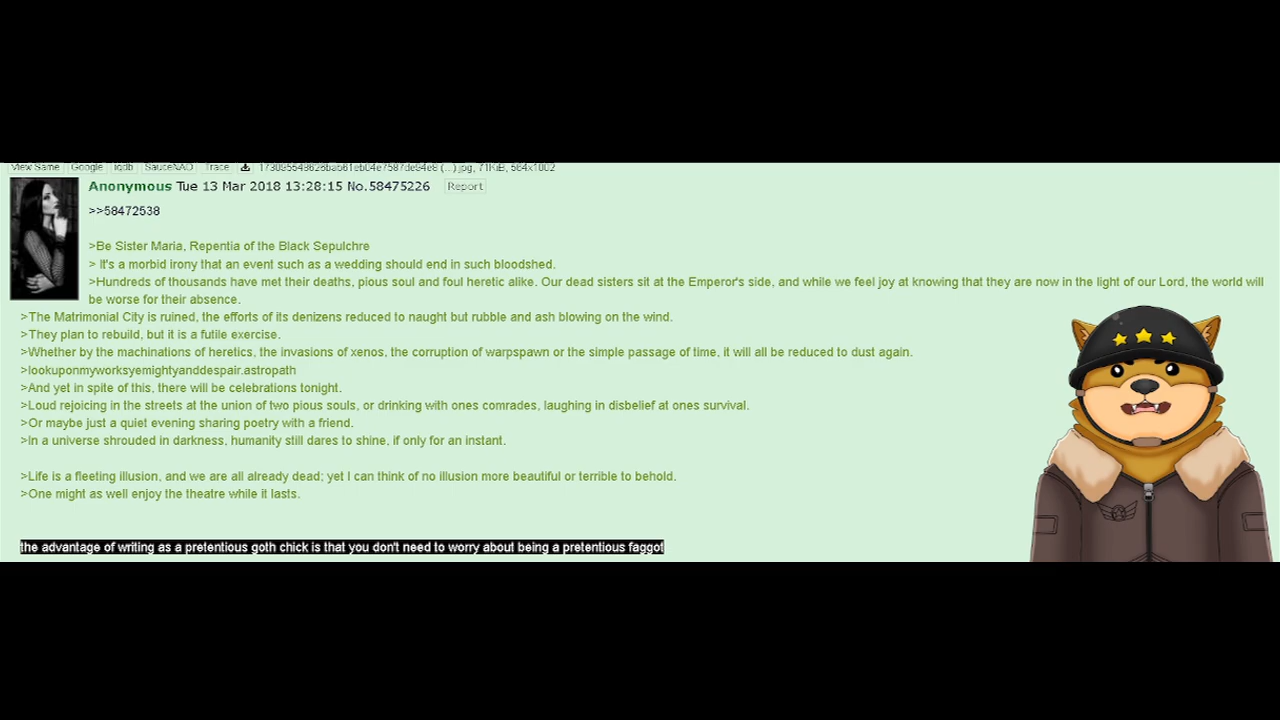 View Same Google iqdb SauceNAO Trace
Anonymous Tue 13 Mar 2018 13:28:15 No.58475226 Report
>>58472538
>Be Sister Maria, Repentia of the Black Sepulchre
> It's a morbid irony that an event such as a wedding should end in such bloodshed.
>Hundreds of thousands have met their deaths, pious soul and foul heretic alike. Our dead sisters sit at the Emperor's side, and while we feel joy at knowing that they are now in the light of our Lord, the world will
be worse for their absence.
>The Matrimonial City is ruined, the efforts of its denizens reduced to naught but rubble and ash blowing on the wind.
>They plan to rebuild, but it is a futile exercise.
>Whether by the machinations of heretics, the invasions of xenos, the corruption of warpspawn or the simple passage of time, it will all be reduced to dust again.
>lookuponmyworksyemightyanddespair.astropath
>And yet in spite of this, there will be celebrations tonight.
>Loud rejoicing in the streets at the union of two pious souls, or drinking with ones comrades, laughing in disbelief at ones survival.
>Or maybe just a quiet evening sharing poetry with a friend.
>In a universe shrouded in darkness, humanity still dares to shine, if only for an instant.
>Life is a fleeting illusion, and we are all already dead; yet I can think of no illusion more beautiful or terrible to behold.
>One might as well enjoy the theatre while it lasts.
the advantage of writing as a pretentious goth chick is that you don't need to worry about being a pretentious faggot